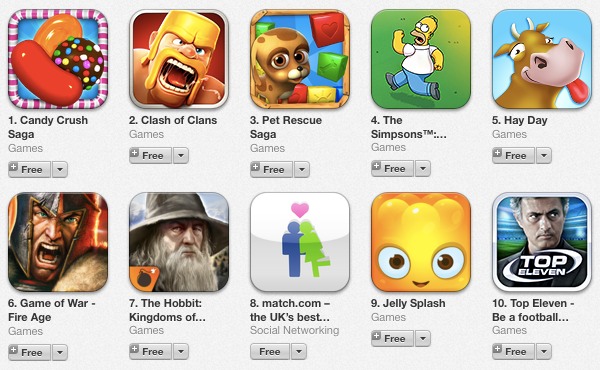 1. Candy Crush
Saga
Games
Free
2. Clash of Clans
Games
Free
3. Pet Rescue
Saga
Games
Free
4. The
Simpsons™:...
Games
Free
5. Hay Day
Games
Free
6. Game of War -
Fire Age
Games
Free
7. The Hobbit:
Kingdoms of...
Games
Free
8. match.com –
the UK's best...
Social Networking
Free
9. Jelly Splash
Games
Free
TOP
ELEVEN
10. Top Eleven -
Be a football...
Games
Free